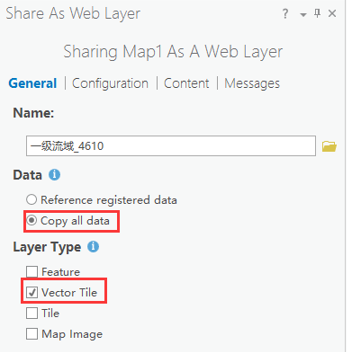 Share As Web Layer
Sharing Map1 As A Web Layer
General | Configuration | Content | Messages
Name:
一级流域_4610
Data
Reference registered data
Copy all data
Layer Type
Feature
Vector Tile
Tile
Map Image